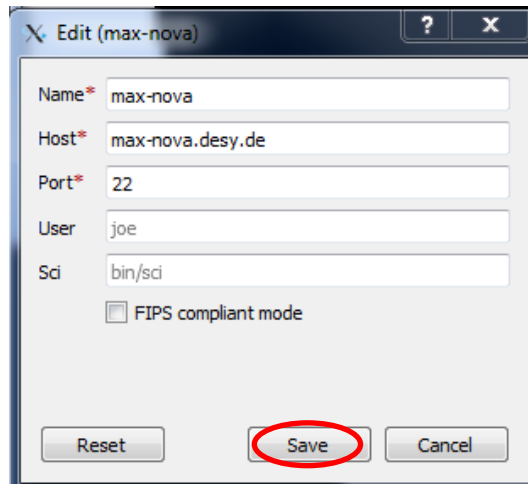 Edit (max-nova)
? x
Name* max-nova
Host* max-nova.desy.de
Port* 22
User joe
Sci bin/sci
FIPS compliant mode
Reset Save Cancel